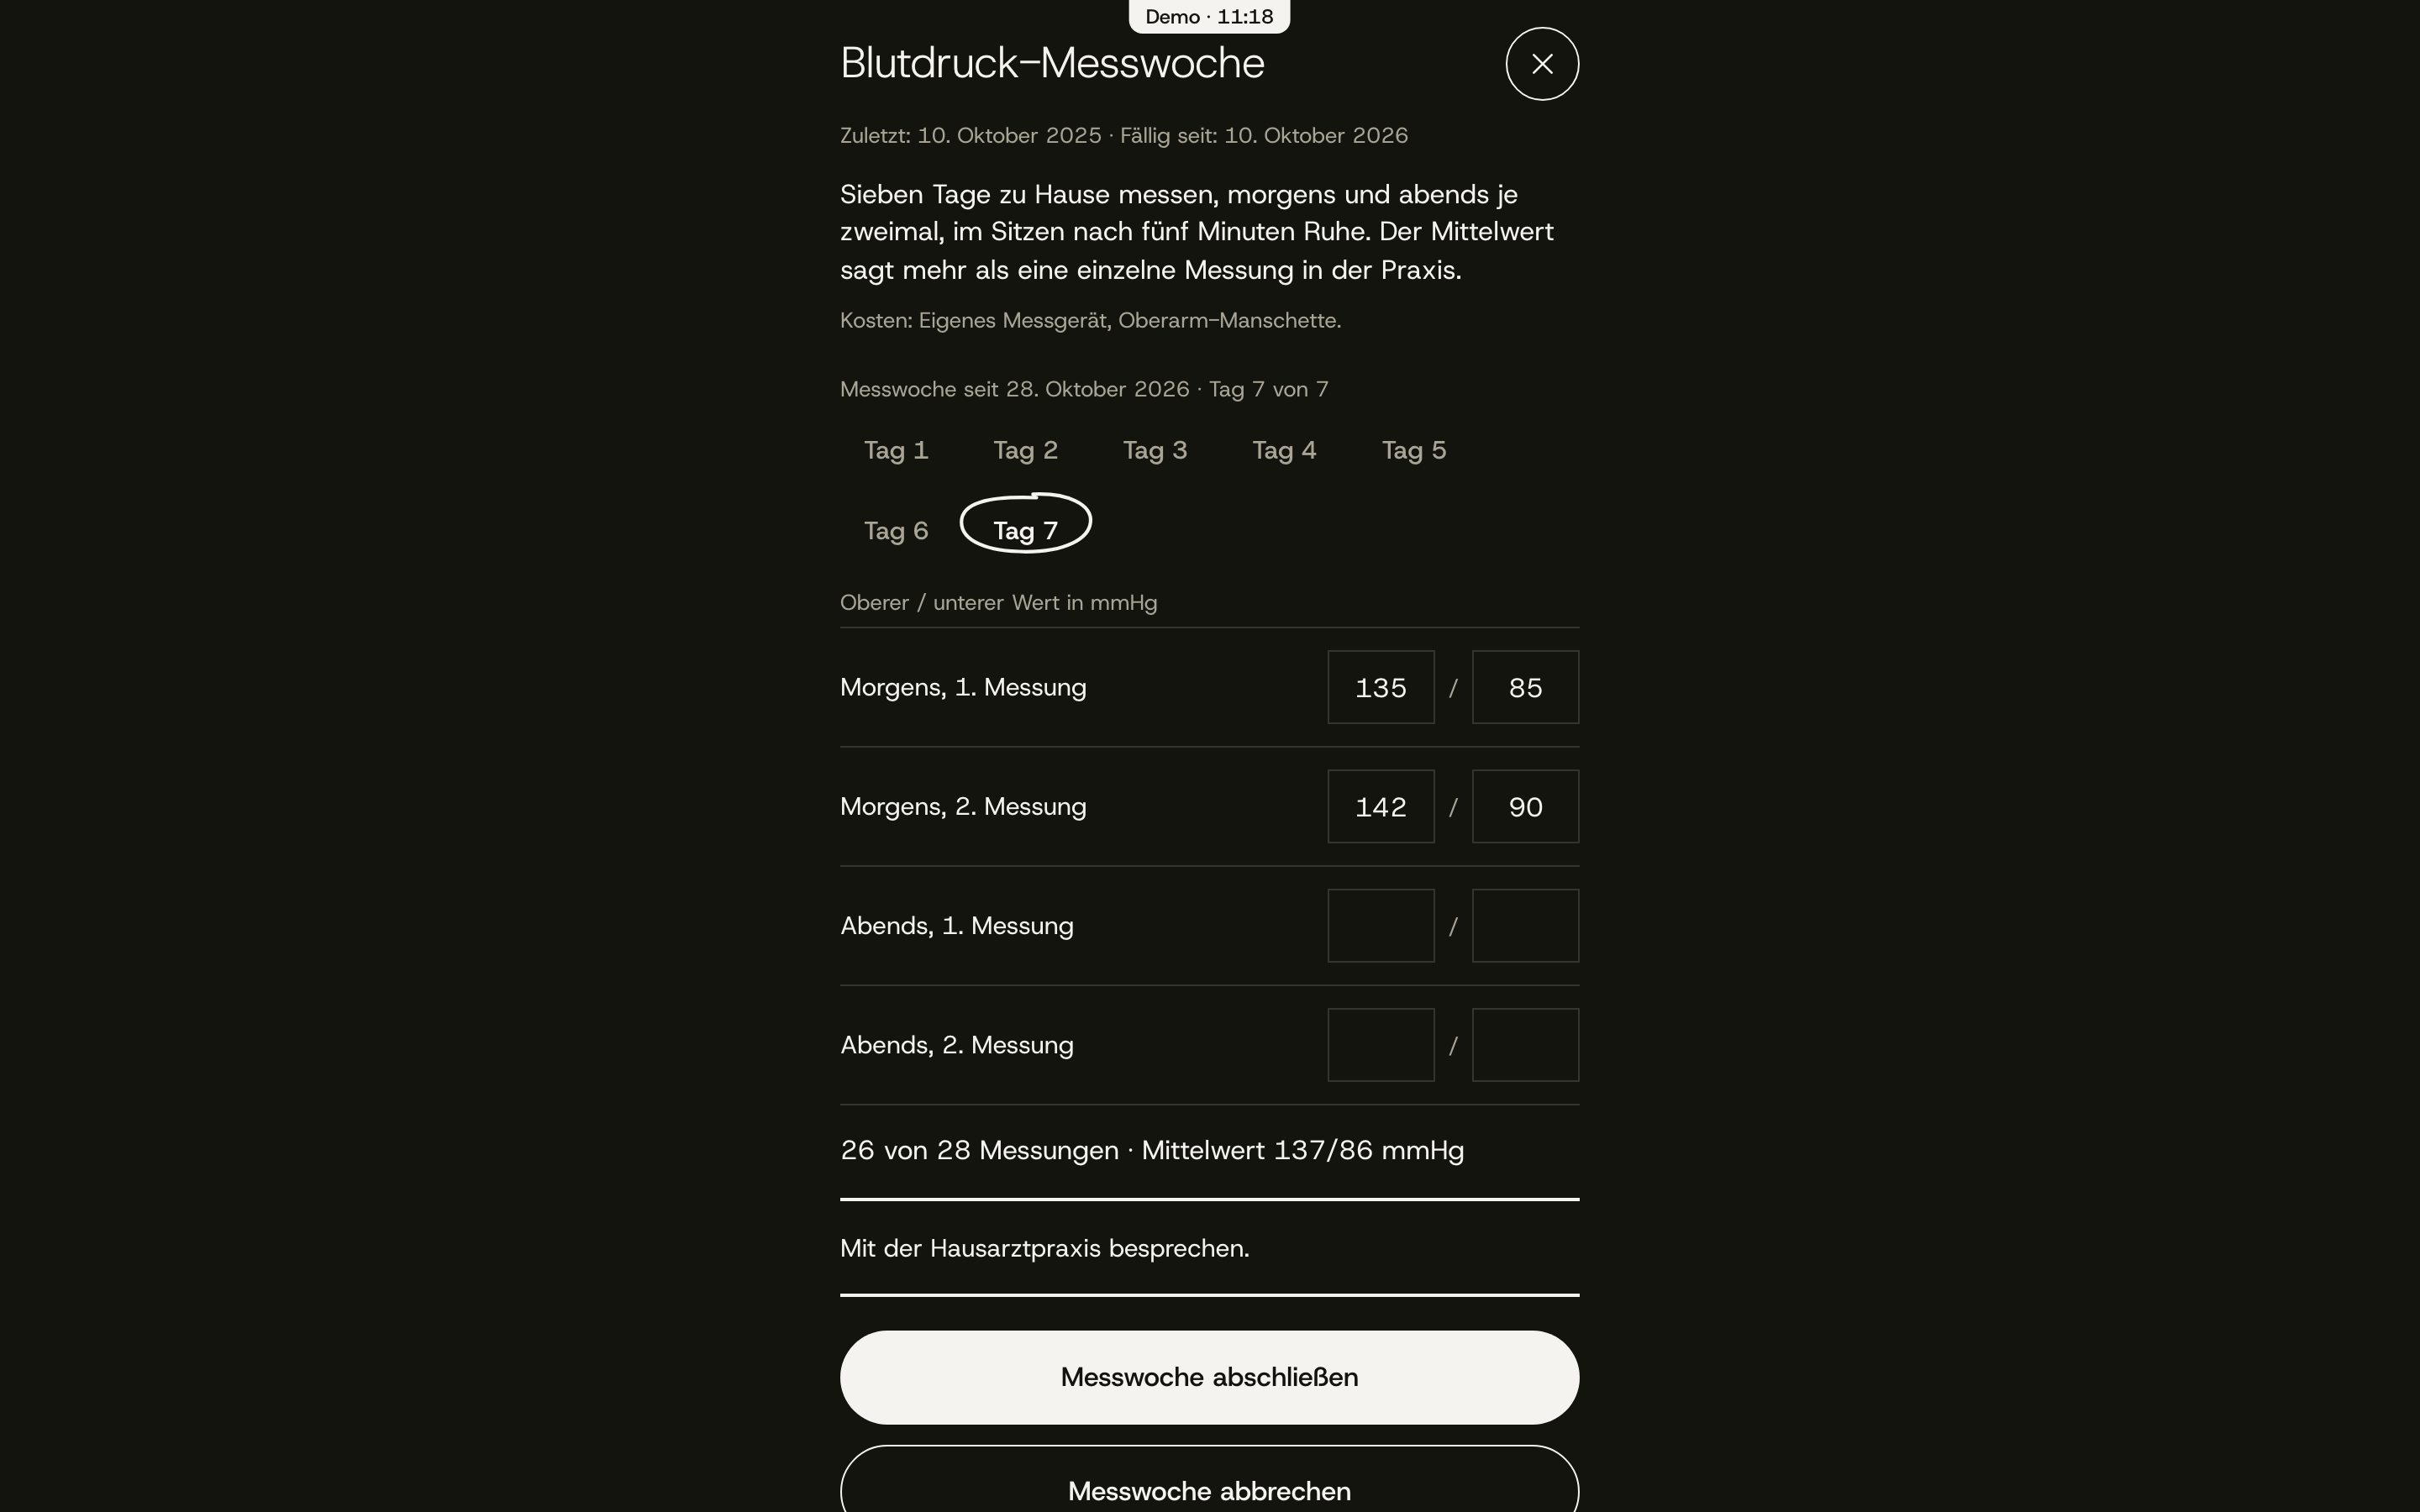 Demo · 11:18
Blutdruck-Messwoche
Zuletzt: 10. Oktober 2025 · Fällig seit: 10. Oktober 2026
Sieben Tage zu Hause messen, morgens und abends je
zweimal, im Sitzen nach fünf Minuten Ruhe. Der Mittelwert
sagt mehr als eine einzelne Messung in der Praxis.
Kosten: Eigenes Messgerät, Oberarm-Manschette.
Messwoche seit 28. Oktober 2026 · Tag 7 von 7
Tag 1 Tag 2 Tag 3 Tag 4 Tag 5
Tag 6 Tag 7
Oberer / unterer Wert in mmHg
Morgens, 1. Messung 135 / 85
Morgens, 2. Messung 142 / 90
Abends, 1. Messung /
Abends, 2. Messung /
26 von 28 Messungen · Mittelwert 137/86 mmHg
Mit der Hausarztpraxis besprechen.
Messwoche abschließen
Messwoche abbrechen